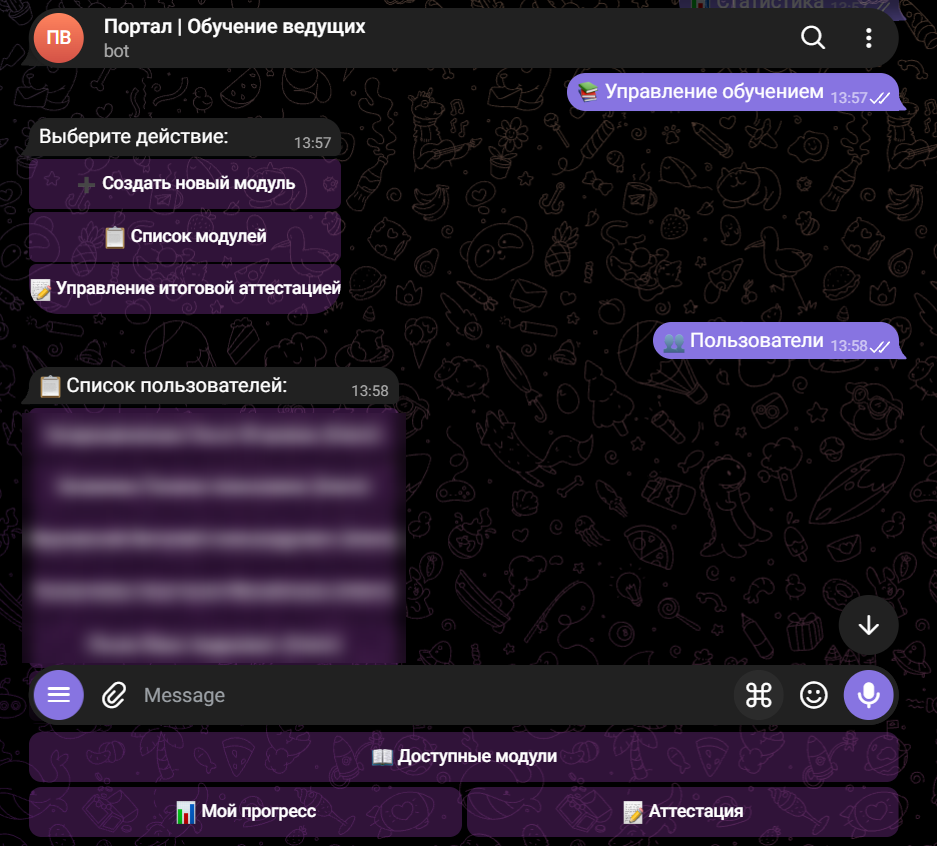 Статистика
ПВ
Портал | Обучение ведущих
bot
📚 Управление обучением 13:57
Выберите действие: 13:57
➕ Создать новый модуль
📋 Список модулей
📝 Управление итоговой аттестацией
👥 Пользователи 13:58
📋 Список пользователей: 13:58
Message
📖 Доступные модули
📊 Мой прогресс
📝 Аттестация